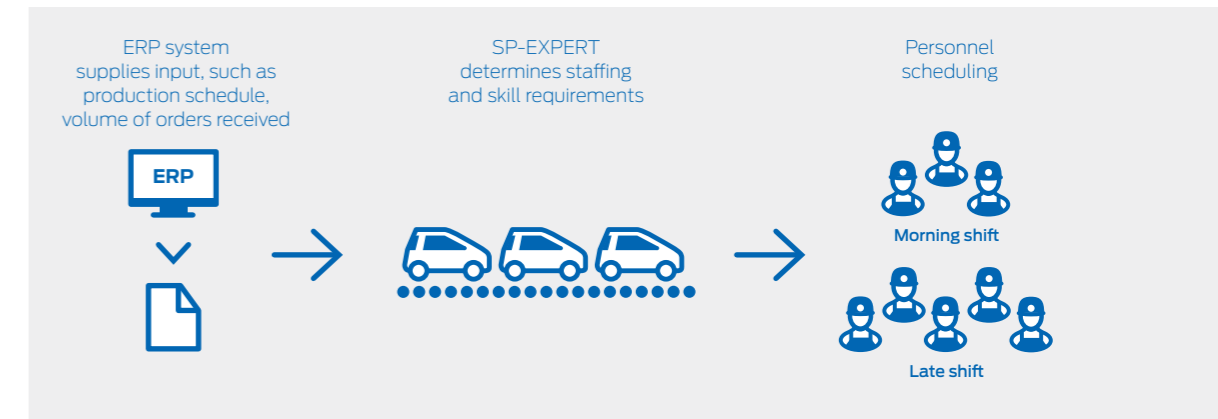 ERP system
supplies input, such as
production schedule,
volume of orders received
ERP
SP-EXPERT
determines staffing
and skill requirements
Personnel
scheduling
Morning shift
Late shift